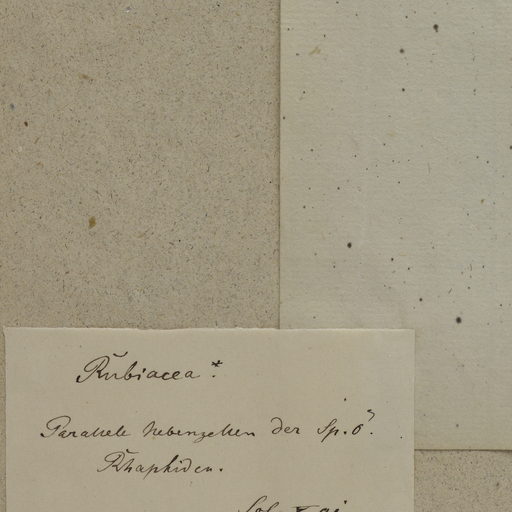 Rubiacea.*
Parallele Nebenzellen der Sp.ö.
Rhaphiden.